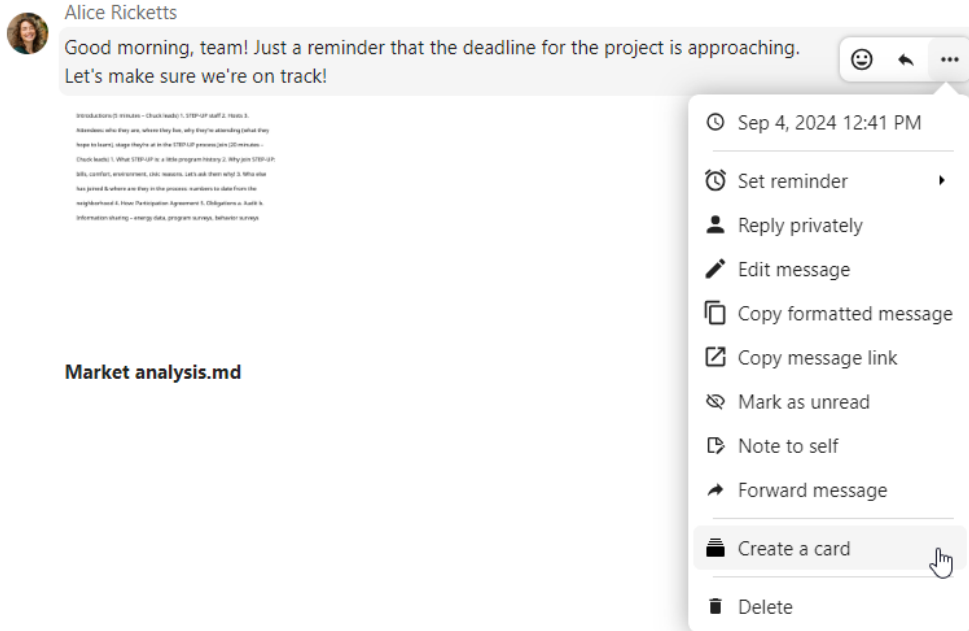 Alice Ricketts
Good morning, team! Just a reminder that the deadline for the project is approaching.
Let's make sure we're on track!
Introductions (5 minutes – Chuck leads) 1. STEP-UP staff 2. Hosts 3.
Attendees: who they are, where they live, why they're attending (what they
hope to learn), stage they're at in the STEP-UP process Join (20 minutes –
Chuck leads) 1. What STEP-UP is: a little program history 2. Why join STEP-UP:
bills, comfort, environment, civic reasons. Let's ask them why! 3. Who else
has joined & where are they in the process: numbers to date from the
neighborhood 4. How: Participation Agreement 5. Obligations a. Audit b.
Information sharing – energy data, program surveys, behavior surveys
Market analysis.md
Sep 4, 2024 12:41 PM
Set reminder
Reply privately
Edit message
Copy formatted message
Copy message link
Mark as unread
Note to self
Forward message
Create a card
Delete